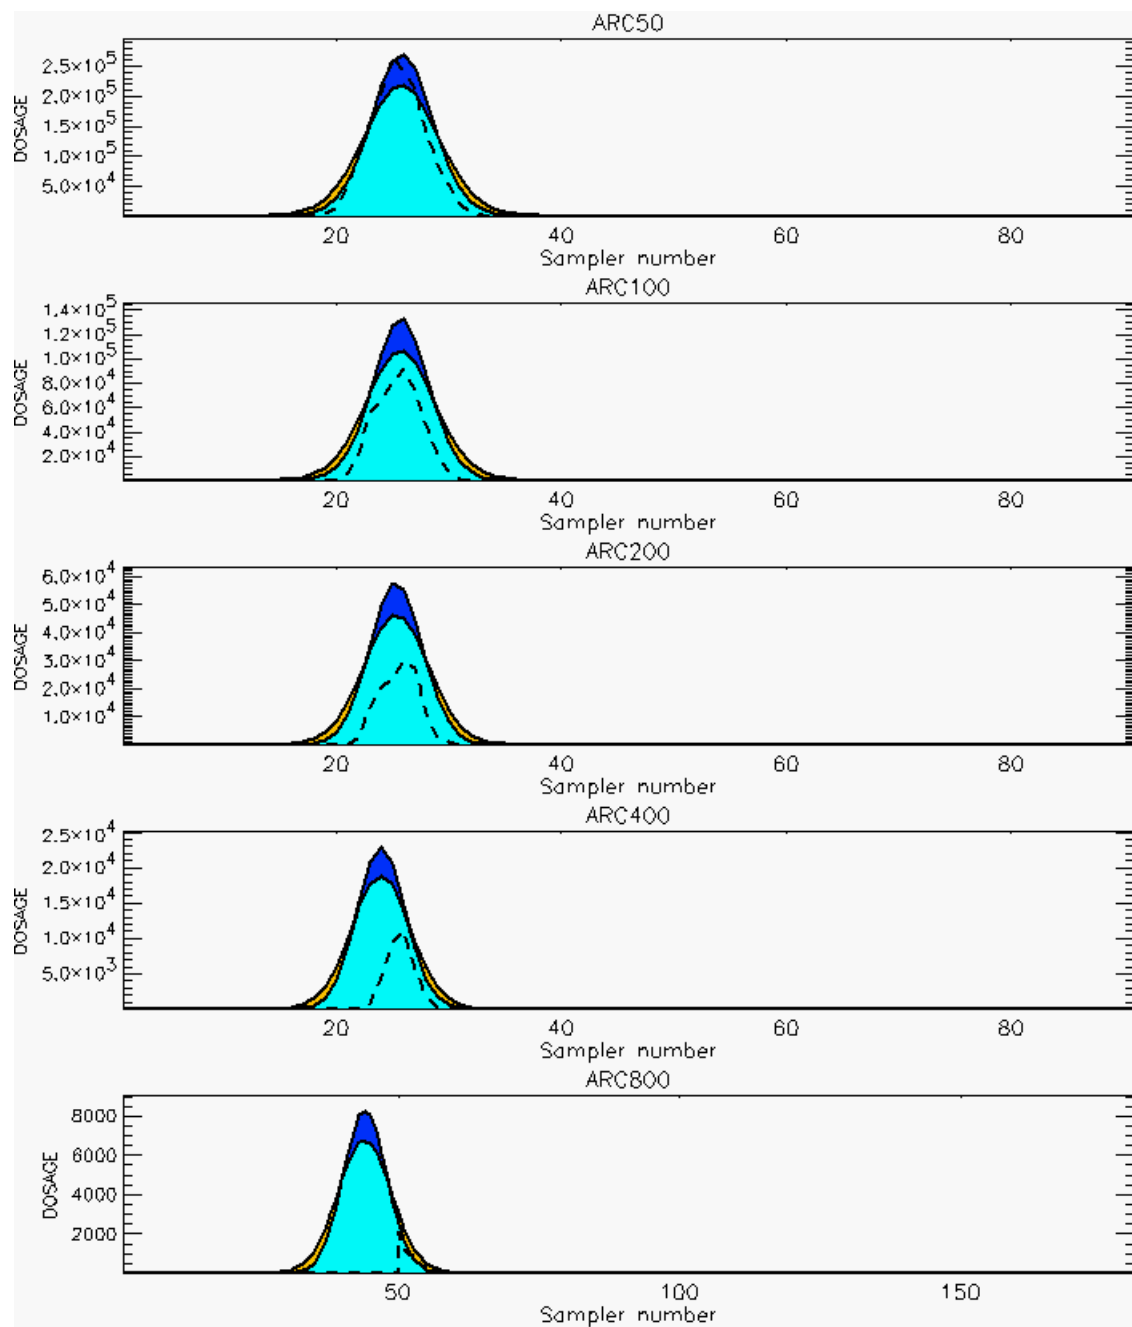 ARC50
2.5×10⁵
2.0×10⁵
1.5×10⁵
1.0×10⁵
5.0×10⁴
DOSAGE
20 40 60 80
Sampler number
ARC100
1.4×10⁵
1.2×10⁵
1.0×10⁵
8.0×10⁴
6.0×10⁴
4.0×10⁴
2.0×10⁴
DOSAGE
20 40 60 80
Sampler number
ARC200
6.0×10⁴
5.0×10⁴
4.0×10⁴
3.0×10⁴
2.0×10⁴
1.0×10⁴
DOSAGE
20 40 60 80
Sampler number
ARC400
2.5×10⁴
2.0×10⁴
1.5×10⁴
1.0×10⁴
5.0×10³
DOSAGE
20 40 60 80
Sampler number
ARC800
8000
6000
4000
2000
DOSAGE
50 100 150
Sampler number